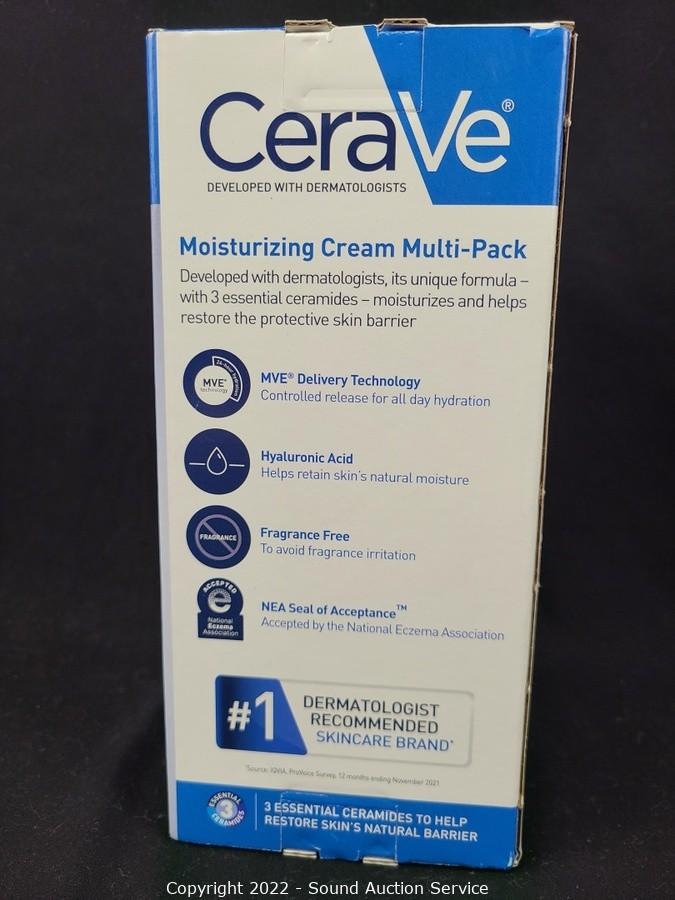 CeraVe®
DEVELOPED WITH DERMATOLOGISTS
Moisturizing Cream Multi-Pack
Developed with dermatologists, its unique formula –
with 3 essential ceramides – moisturizes and helps
restore the protective skin barrier
24-hour hydration
MVE®
technology
MVE® Delivery Technology
Controlled release for all day hydration
Hyaluronic Acid
Helps retain skin's natural moisture
FRAGRANCE
Fragrance Free
To avoid fragrance irritation
ACCEPTED
e
National
Eczema
Association
NEA Seal of Acceptance™
Accepted by the National Eczema Association
#1
DERMATOLOGIST
RECOMMENDED
SKINCARE BRAND*
*Source: IQVIA, ProVoice Survey, 12 months ending November 2021
ESSENTIAL
3
CERAMIDES
3 ESSENTIAL CERAMIDES TO HELP
RESTORE SKIN'S NATURAL BARRIER
Copyright 2022 - Sound Auction Service